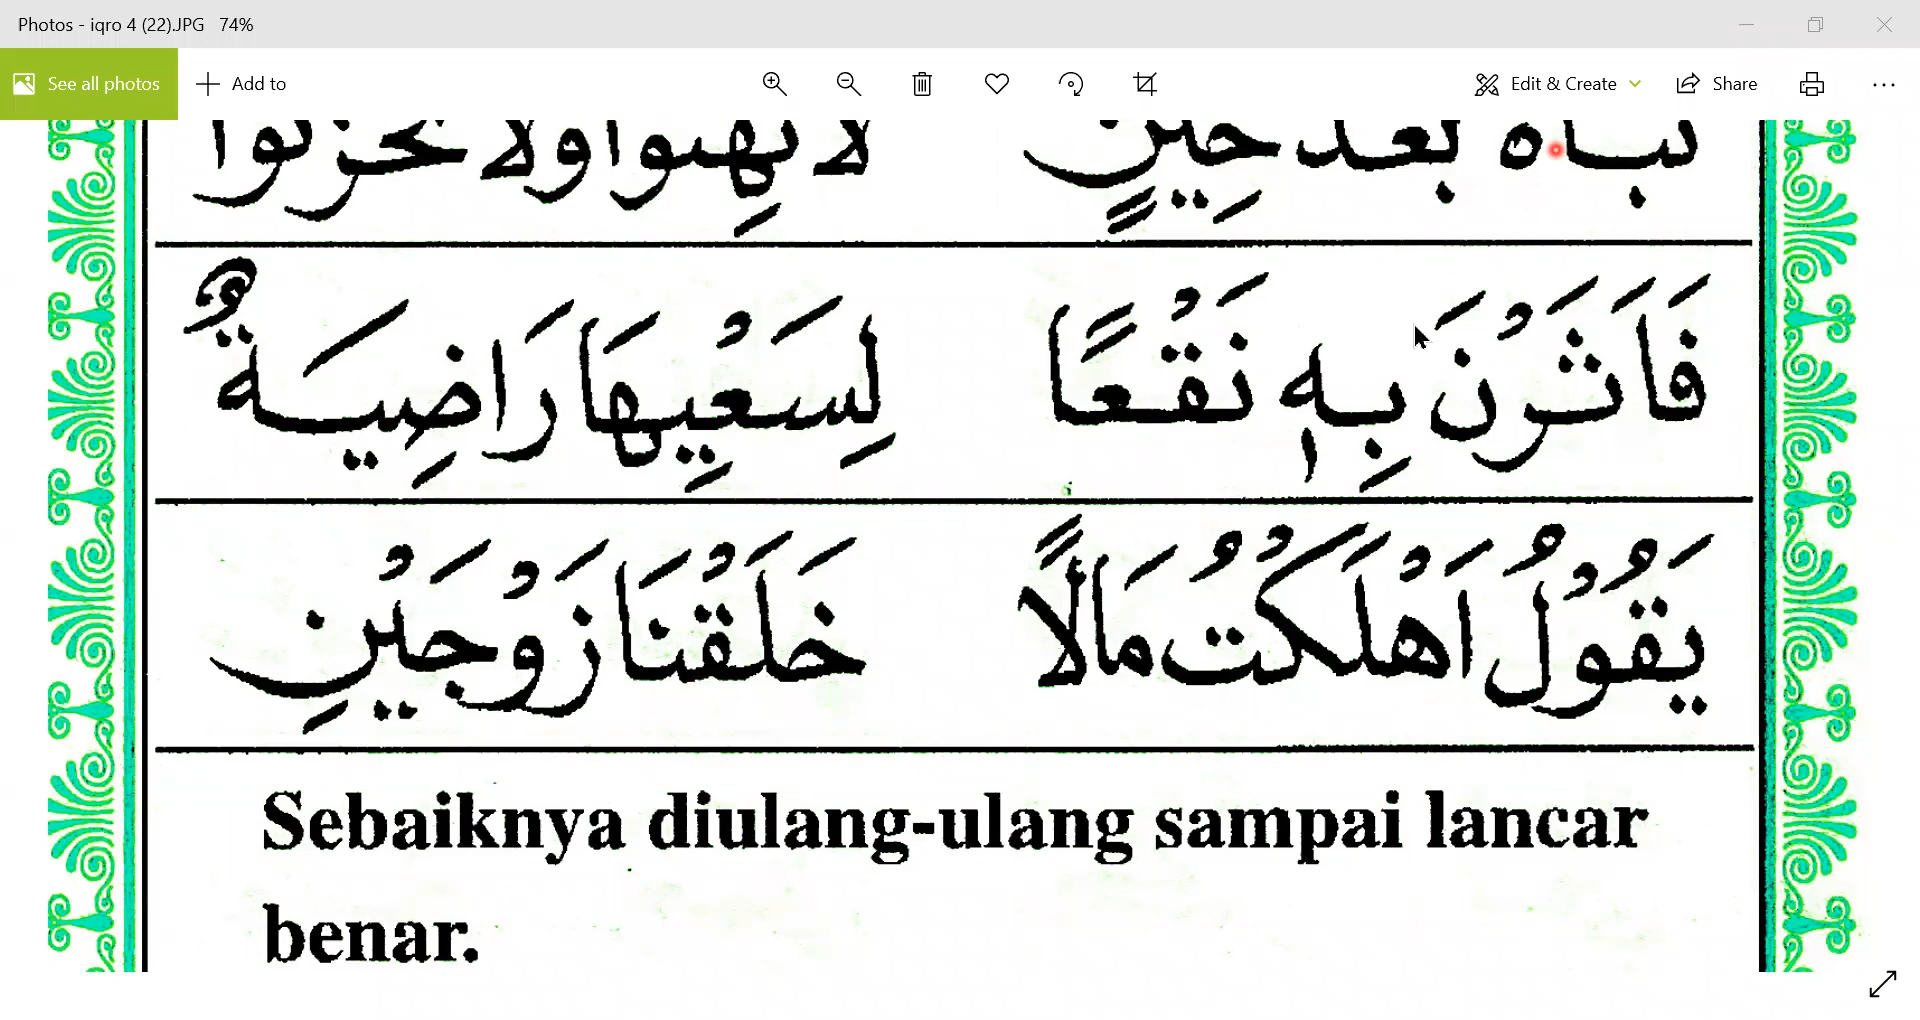 Photos - iqro 4 (22).JPG 74%
See all photos
Add to
Edit & Create
Share
بَعْدَ حِيْنٍ لَا تَهِنُوْا وَلَا تَحْزَنُوْا
فَاَثَرْنَ بِهٖ نَقْعًا لِسَعْيِهَا رَاضِيَةٌ
يَقُوْلُ اَهْلَكْتُ مَالًا خَلَقْنَا زَوْجَيْنِ
Sebaiknya diulang-ulang sampai lancar
benar.